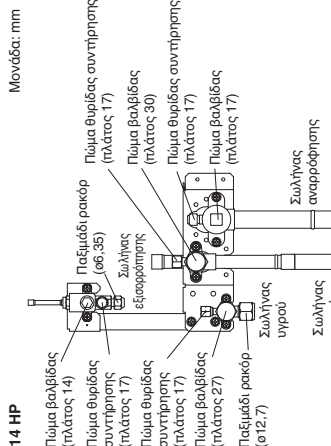 14 HP
Μονάδα: mm
Πώμα βαλβίδας
(πλάτος 14)
Πώμα θυρίδας
συντήρησης
(πλάτος 17)
Πώμα θυρίδας
συντήρησης
(πλάτος 17)
Πώμα βαλβίδας
(πλάτος 27)
Παξιμάδι ρακόρ
(ø12,7)
Παξιμάδι ρακόρ
(ø6,35)
Σωλήνας
εξισορρόπησης
Σωλήνας
υγρού
Πώμα θυρίδας συντήρησης
(πλάτος 17)
Πώμα βαλβίδας
(πλάτος 30)
Πώμα θυρίδας συντήρησης
(πλάτος 17)
Πώμα βαλβίδας
(πλάτος 17)
Σωλήνας
αναρρόφησης
Σωλήνας